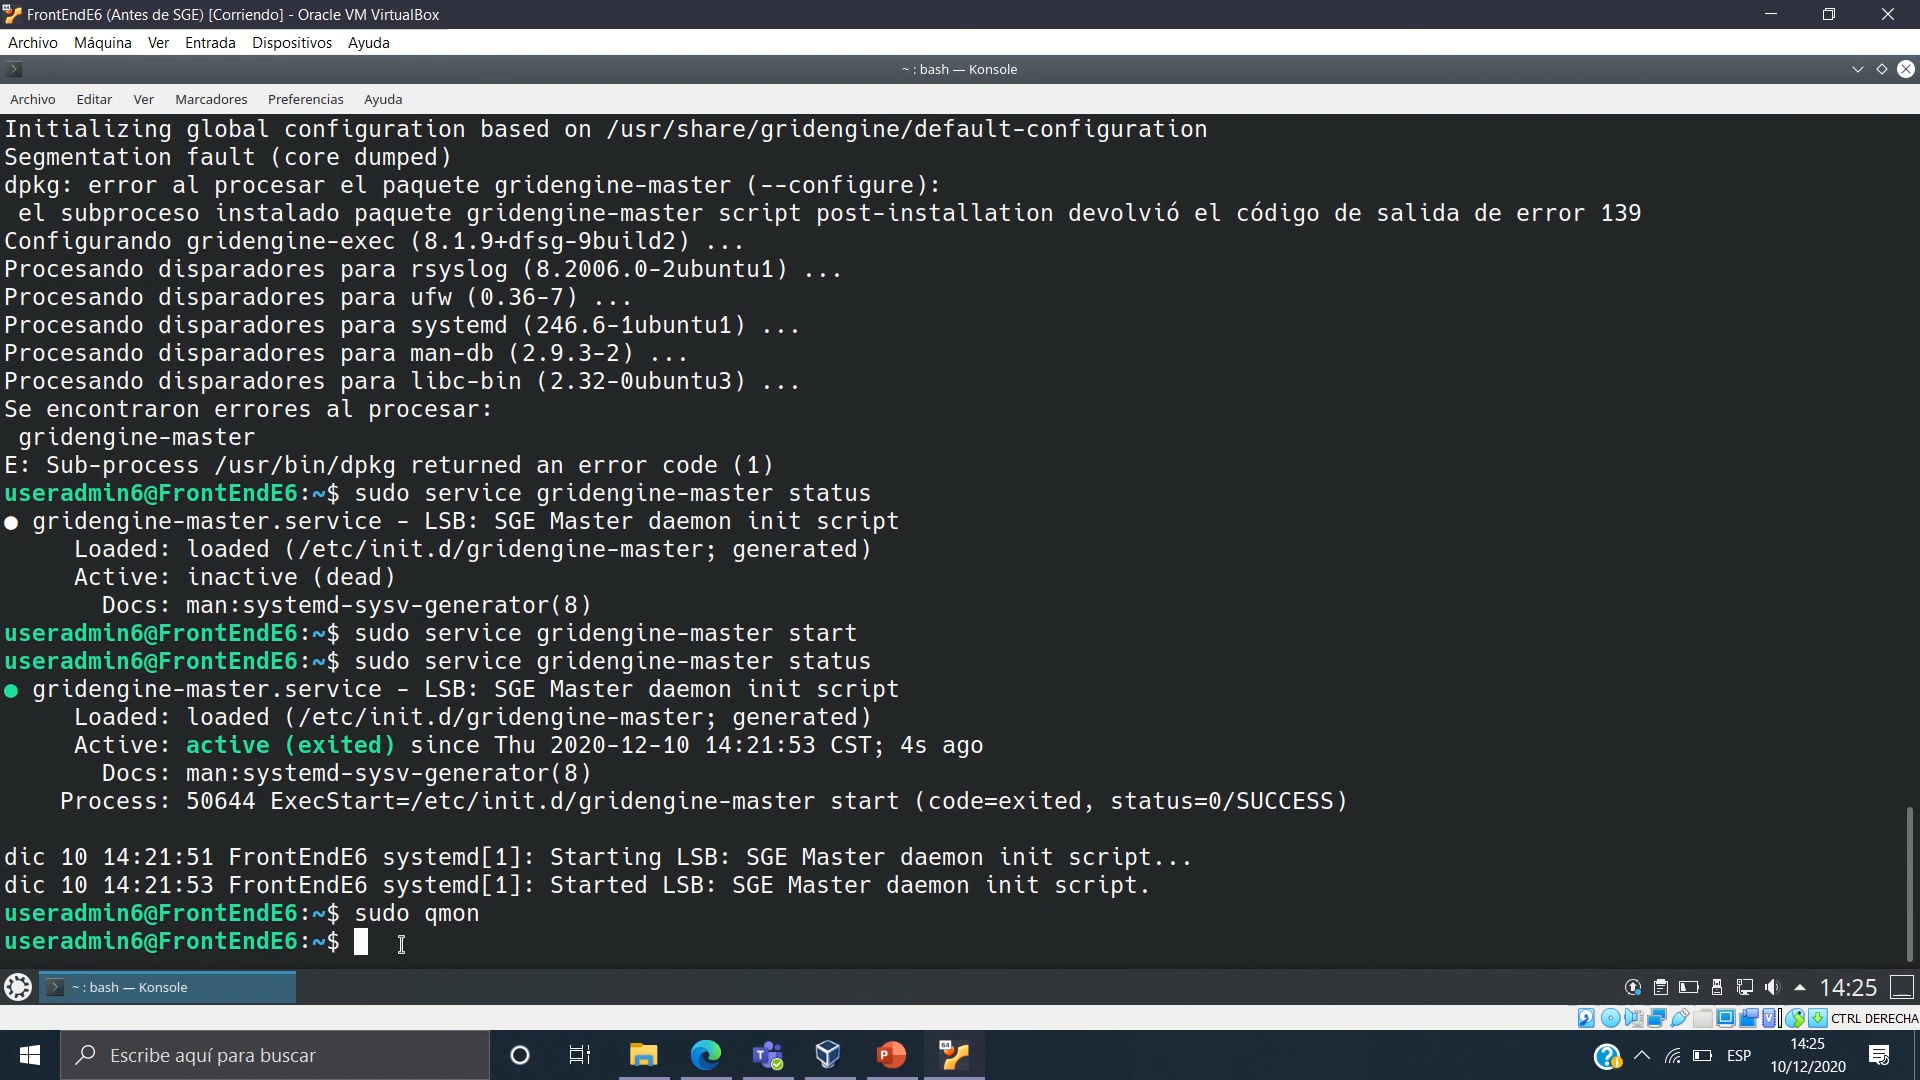 FrontEndE6 (Antes de SGE) [Corriendo] - Oracle VM VirtualBox
Archivo Máquina Ver Entrada Dispositivos Ayuda
~ : bash — Konsole
Archivo Editar Ver Marcadores Preferencias Ayuda
Initializing global configuration based on /usr/share/gridengine/default-configuration
Segmentation fault (core dumped)
dpkg: error al procesar el paquete gridengine-master (--configure):
el subproceso instalado paquete gridengine-master script post-installation devolvió el código de salida de error 139
Configurando gridengine-exec (8.1.9+dfsg-9build2) ...
Procesando disparadores para rsyslog (8.2006.0-2ubuntu1) ...
Procesando disparadores para ufw (0.36-7) ...
Procesando disparadores para systemd (246.6-1ubuntu1) ...
Procesando disparadores para man-db (2.9.3-2) ...
Procesando disparadores para libc-bin (2.32-0ubuntu3) ...
Se encontraron errores al procesar:
gridengine-master
E: Sub-process /usr/bin/dpkg returned an error code (1)
useradmin6@FrontEndE6:~$ sudo service gridengine-master status
● gridengine-master.service - LSB: SGE Master daemon init script
Loaded: loaded (/etc/init.d/gridengine-master; generated)
Active: inactive (dead)
Docs: man:systemd-sysv-generator(8)
useradmin6@FrontEndE6:~$ sudo service gridengine-master start
useradmin6@FrontEndE6:~$ sudo service gridengine-master status
● gridengine-master.service - LSB: SGE Master daemon init script
Loaded: loaded (/etc/init.d/gridengine-master; generated)
Active: active (exited) since Thu 2020-12-10 14:21:53 CST; 4s ago
Docs: man:systemd-sysv-generator(8)
Process: 50644 ExecStart=/etc/init.d/gridengine-master start (code=exited, status=0/SUCCESS)
dic 10 14:21:51 FrontEndE6 systemd[1]: Starting LSB: SGE Master daemon init script...
dic 10 14:21:53 FrontEndE6 systemd[1]: Started LSB: SGE Master daemon init script.
useradmin6@FrontEndE6:~$ sudo qmon
useradmin6@FrontEndE6:~$
~ : bash — Konsole
14:25
CTRL DERECHA
Escribe aquí para buscar
ESP
14:25
10/12/2020